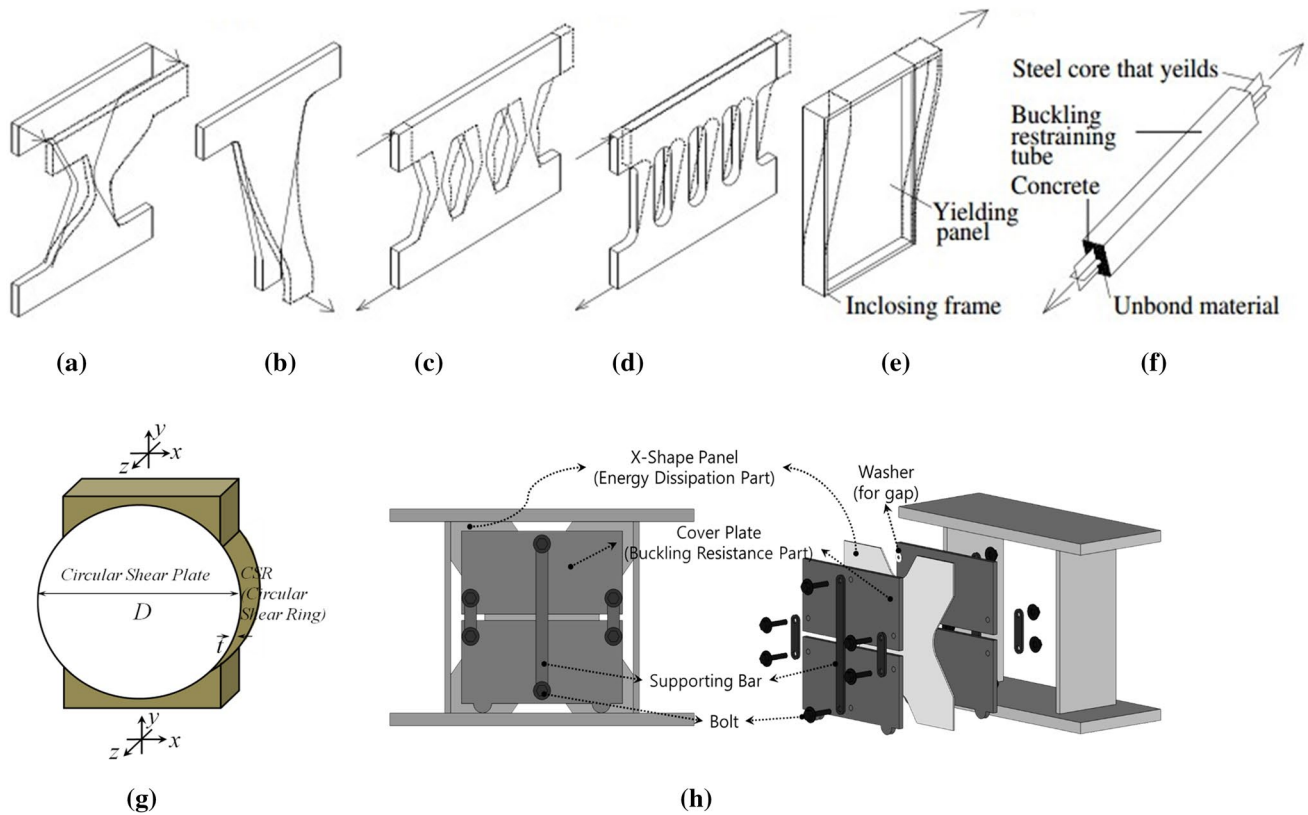 Steel core that yeilds
Buckling
restraining
tube
Concrete
Yielding
panel
Inclosing frame
Unbond material
(a)
(b)
(c)
(d)
(e)
(f)
y
x
z
Circular Shear Plate
D
CSR
(Circular
Shear Ring)
t
y
x
z
(g)
X-Shape Panel
(Energy Dissipation Part)
Washer
(for gap)
Cover Plate
(Buckling Resistance Part)
Supporting Bar
Bolt
(h)